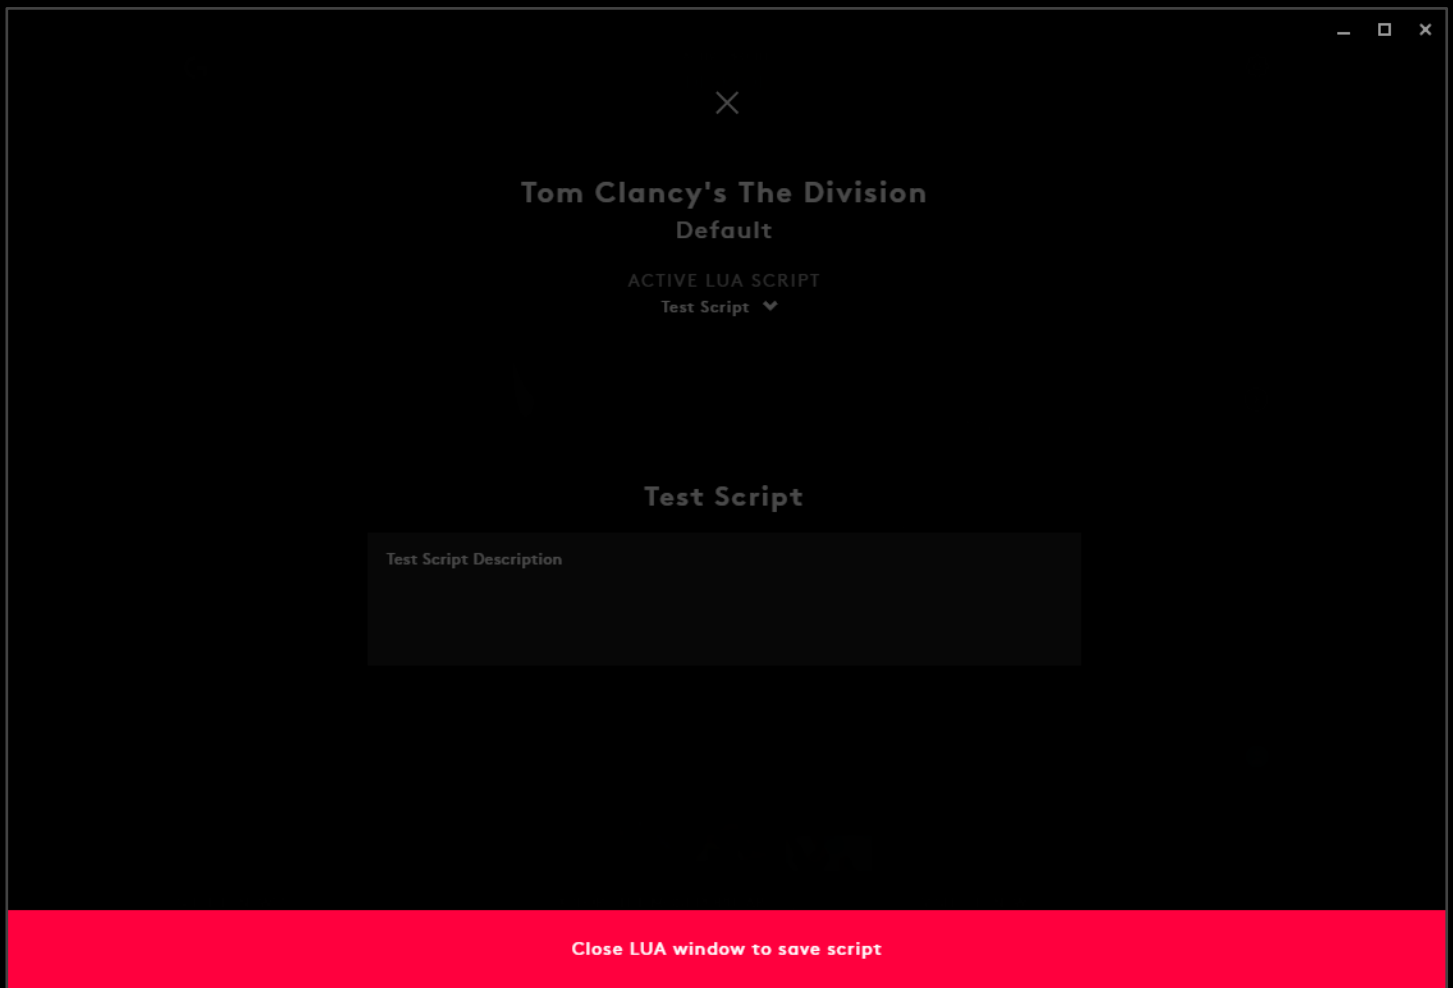 Tom Clancy's The Division
Default
ACTIVE LUA SCRIPT
Test Script
Test Script
Test Script Description
Close LUA window to save script